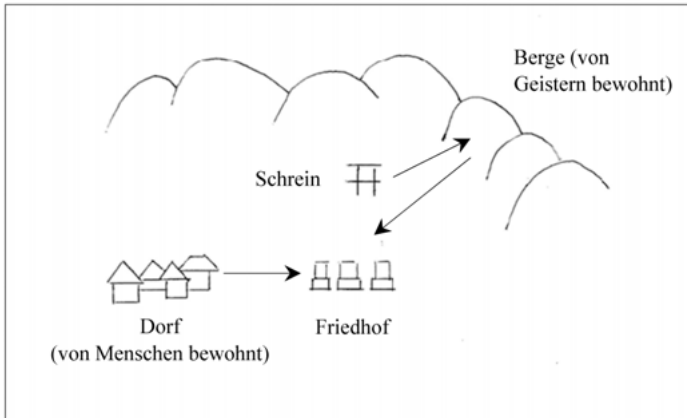 Berge (von
Geistern bewohnt)
Schrein
Dorf
(von Menschen bewohnt)
Friedhof